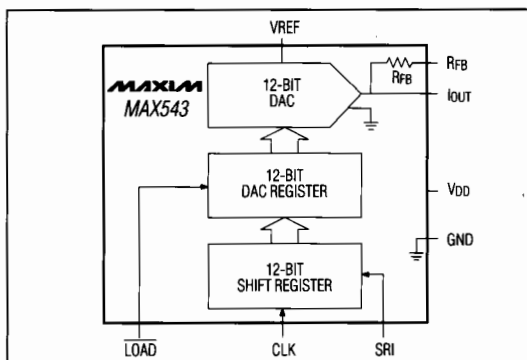 VREF
MAXIM
MAX543
12-BIT
DAC
RFB
RFB
IOUT
12-BIT
DAC REGISTER
VDD
GND
12-BIT
SHIFT REGISTER
LOAD
CLK
SRI